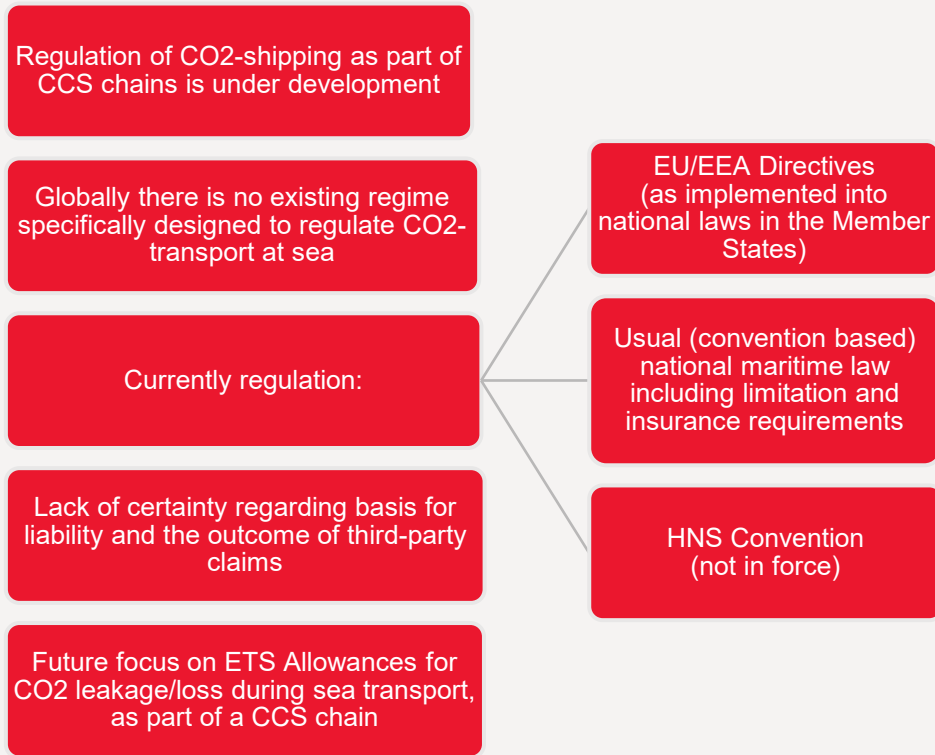 Regulation of CO2-shipping as part of
CCS chains is under development
Globally there is no existing regime
specifically designed to regulate CO2-
transport at sea
Currently regulation:
Lack of certainty regarding basis for
liability and the outcome of third-party
claims
Future focus on ETS Allowances for
CO2 leakage/loss during sea transport,
as part of a CCS chain
EU/EEA Directives
(as implemented into
national laws in the Member
States)
Usual (convention based)
national maritime law
including limitation and
insurance requirements
HNS Convention
(not in force)